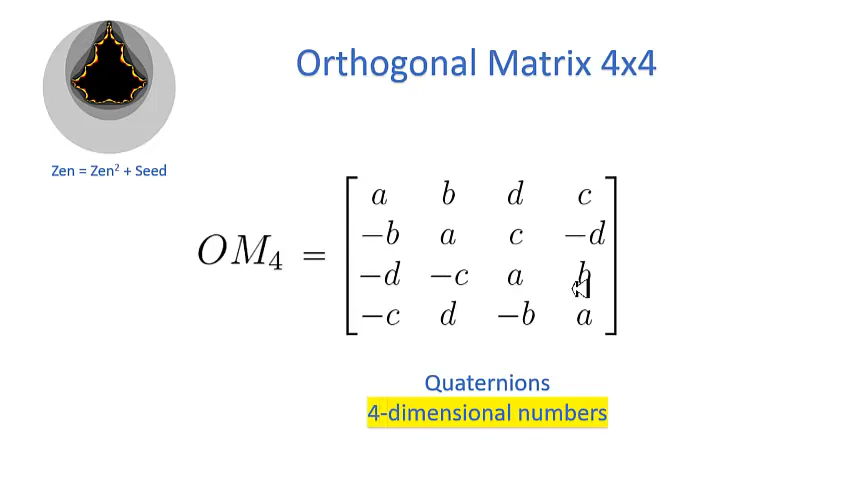 Orthogonal Matrix 4x4
Zen = Zen² + Seed
OM₄ =
a b d c
−b a c −d
−d −c a b
−c d −b a
Quaternions
4-dimensional numbers